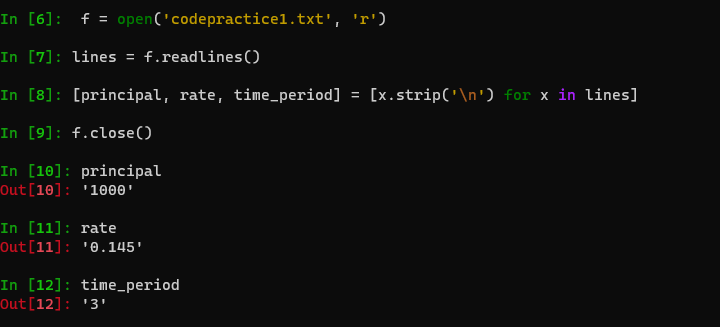 In [6]:  f = open('codepractice1.txt', 'r')
In [7]: lines = f.readlines()
In [8]: [principal, rate, time_period] = [x.strip('\n') for x in lines]
In [9]: f.close()
In [10]: principal
Out[10]: '1000'
In [11]: rate
Out[11]: '0.145'
In [12]: time_period
Out[12]: '3'